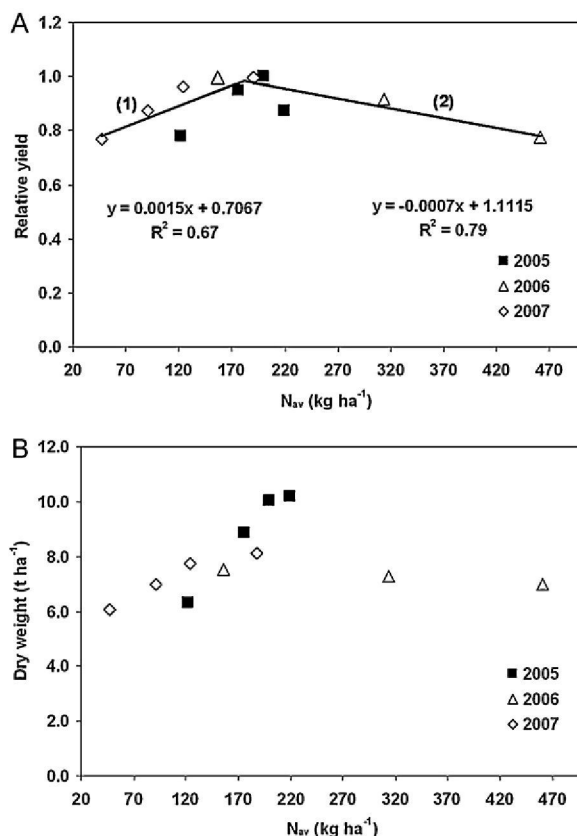 A
1.2
1.0
0.8
0.6
0.4
0.2
0.0
Relative yield
(1)
(2)
y = 0.0015x + 0.7067
R² = 0.67
y = -0.0007x + 1.1115
R² = 0.79
2005
2006
2007
20 70 120 170 220 270 320 370 420 470
Nav (kg ha⁻¹)
B
12.0
10.0
8.0
6.0
4.0
2.0
0.0
Dry weight (t ha⁻¹)
2005
2006
2007
20 70 120 170 220 270 320 370 420 470
Nav (kg ha⁻¹)